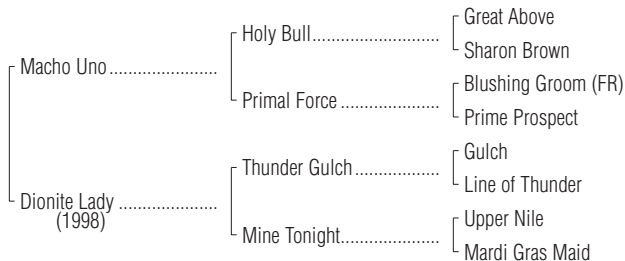 Great Above
Holy Bull........................
Sharon Brown
Macho Uno......................
Blushing Groom (FR)
Primal Force ...................
Prime Prospect
Gulch
Thunder Gulch................
Line of Thunder
Dionite Lady ....................
(1998)
Upper Nile
Mine Tonight...................
Mardi Gras Maid